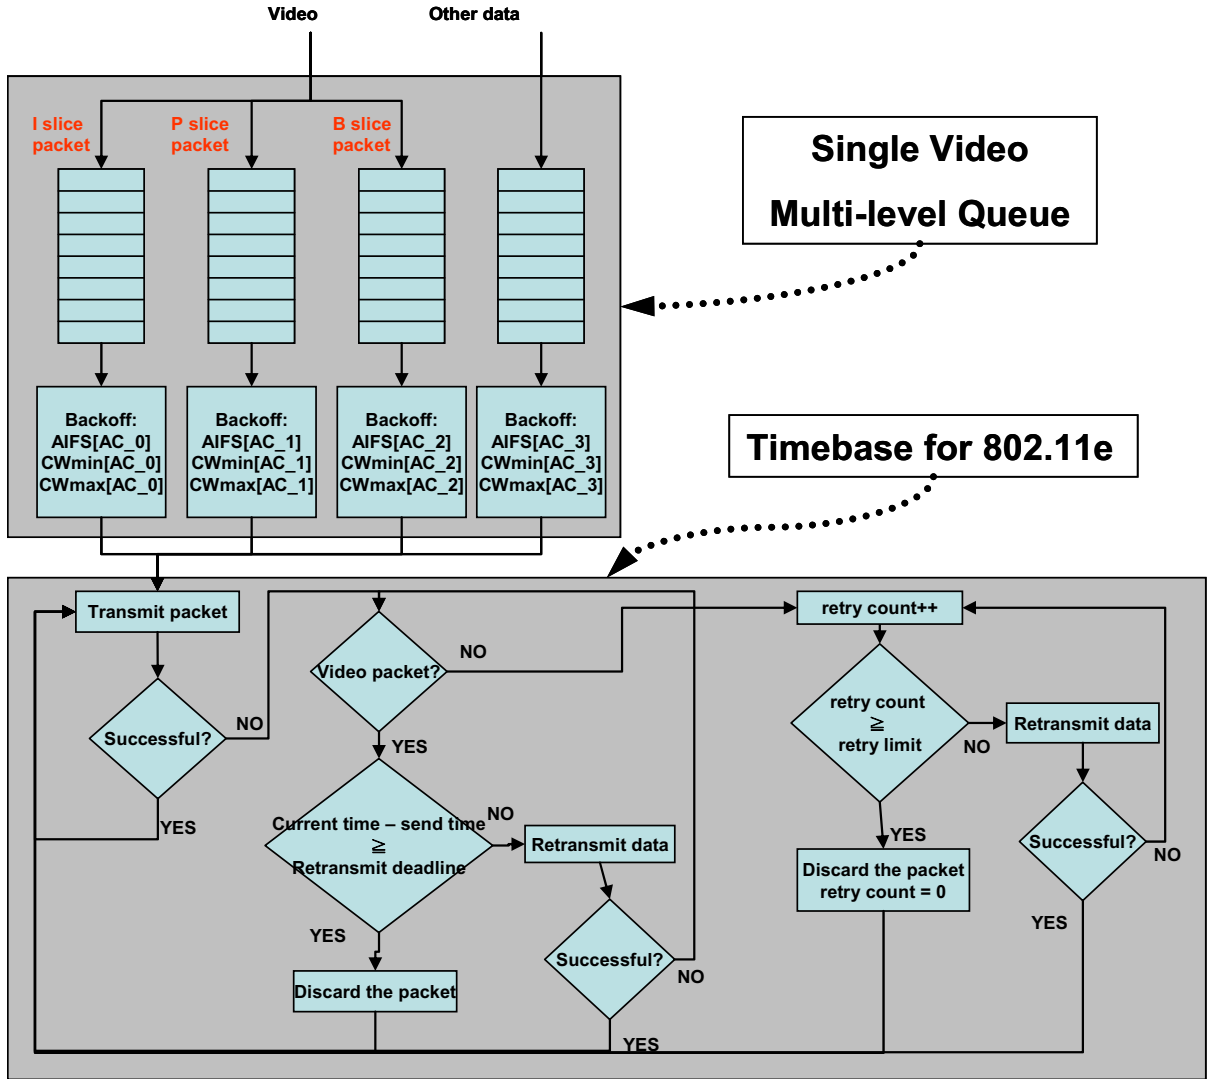 Video
Other data
I slice
packet
P slice
packet
B slice
packet
Single Video
Multi-level Queue
Backoff:
AIFS[AC_0]
CWmin[AC_0]
CWmax[AC_0]
Backoff:
AIFS[AC_1]
CWmin[AC_1]
CWmax[AC_1]
Backoff:
AIFS[AC_2]
CWmin[AC_2]
CWmax[AC_2]
Backoff:
AIFS[AC_3]
CWmin[AC_3]
CWmax[AC_3]
Timebase for 802.11e
Transmit packet
Successful?
NO
YES
Video packet?
NO
YES
Current time – send time
≧
Retransmit deadline
NO
YES
Retransmit data
Successful?
NO
YES
Discard the packet
retry count++
retry count
≧
retry limit
NO
YES
Retransmit data
Successful?
NO
YES
Discard the packet
retry count = 0